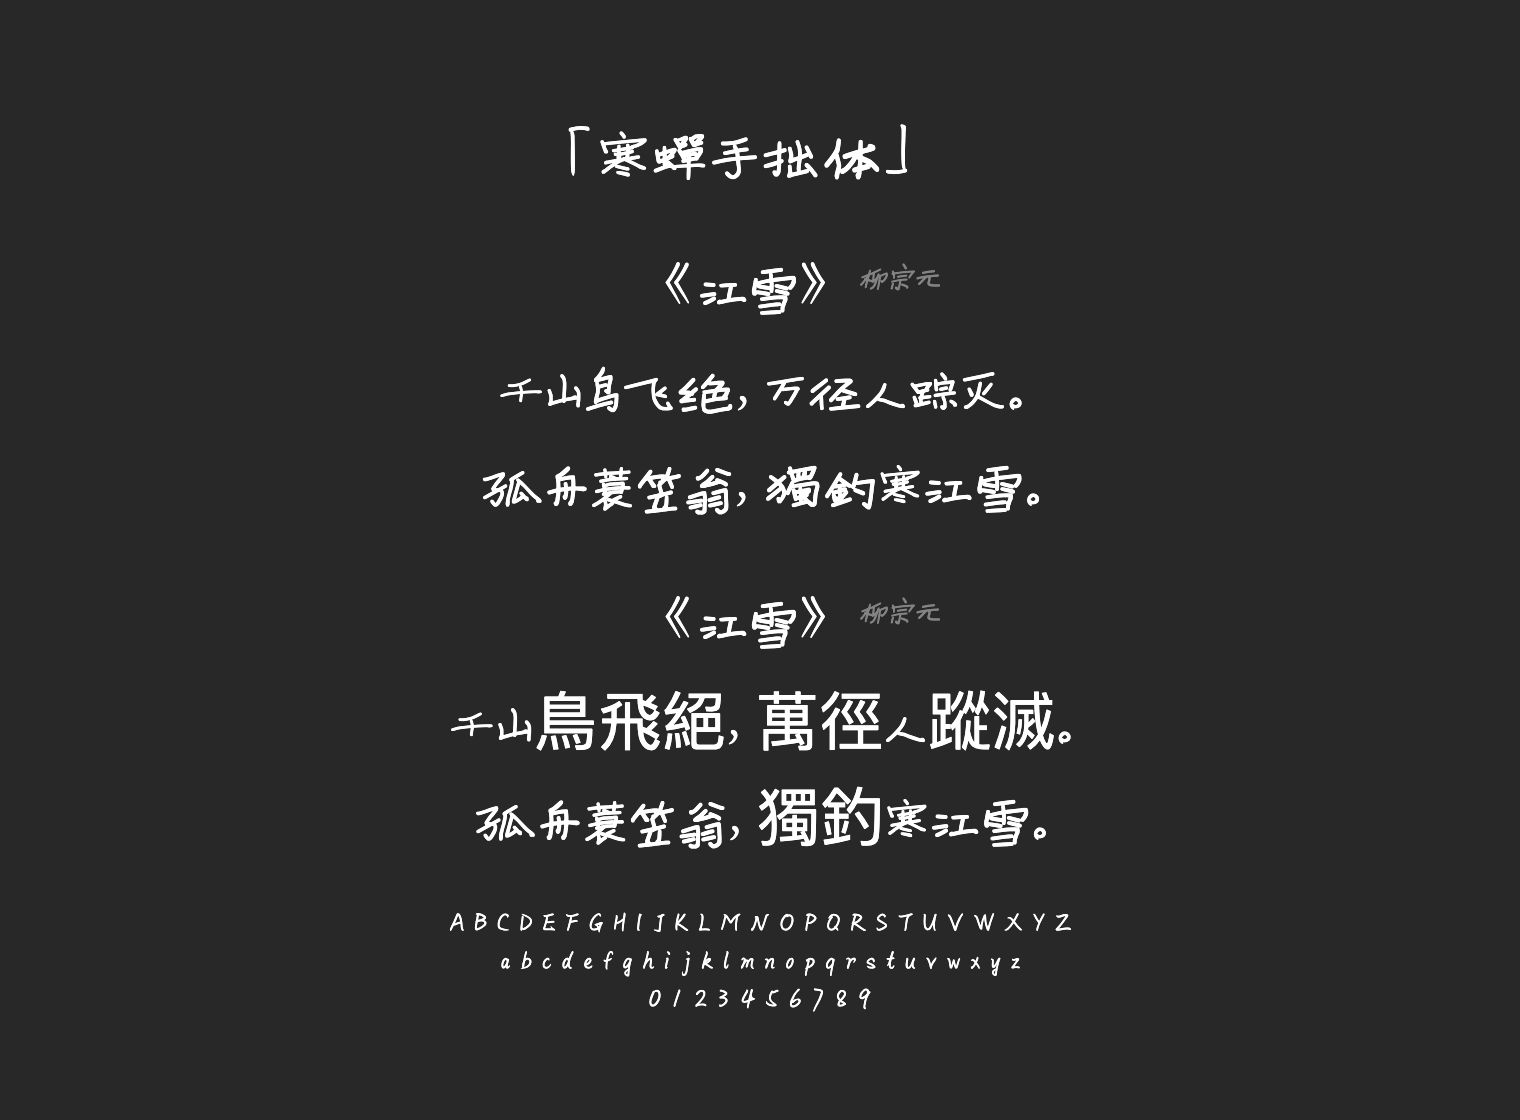 「寒蟬手拙体」
《江雪》 柳宗元
千山鸟飞绝，万径人踪灭。
孤舟蓑笠翁，獨釣寒江雪。
《江雪》 柳宗元
千山鳥飛絕，萬徑人蹤滅。
孤舟蓑笠翁，獨釣寒江雪。
A B C D E F G H I J K L M N O P Q R S T U V W X Y Z
a b c d e f g h i j k l m n o p q r s t u v w x y z
0 1 2 3 4 5 6 7 8 9